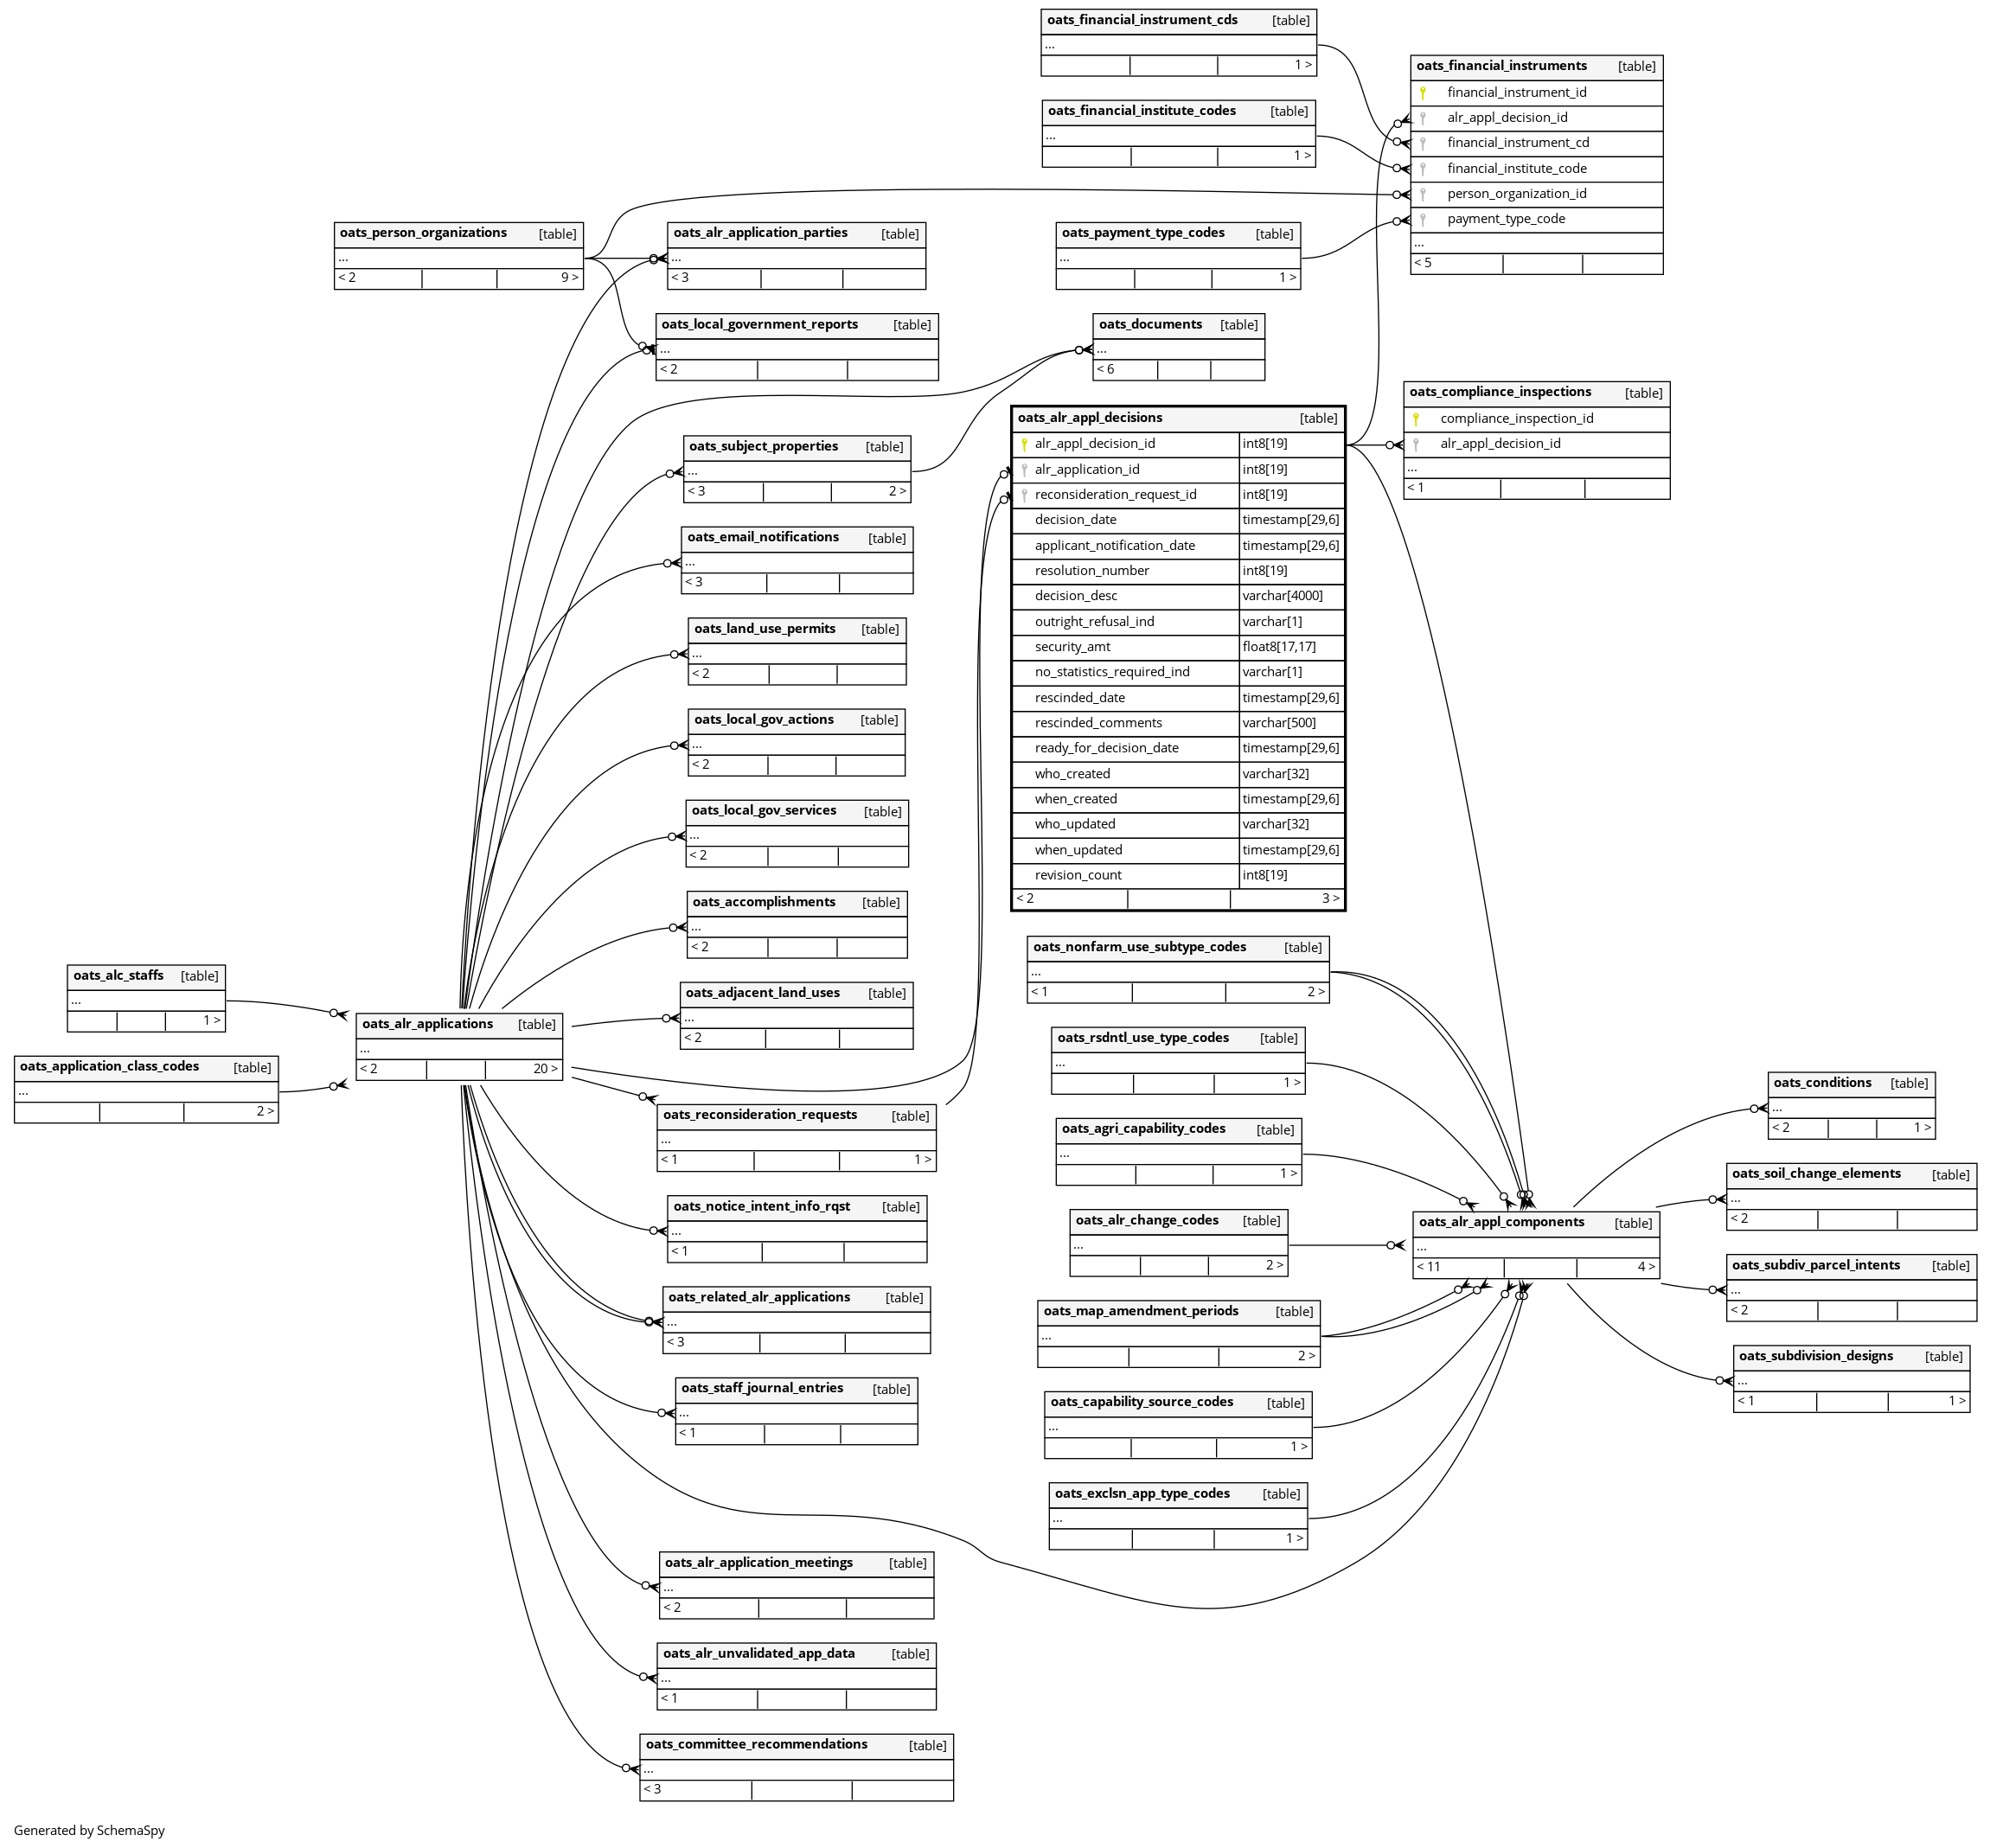 oats_financial_instrument_cds [table]
...
1 >
oats_financial_instruments [table]
financial_instrument_id
alr_appl_decision_id
financial_instrument_cd
financial_institute_code
person_organization_id
payment_type_code
...
< 5
oats_financial_institute_codes [table]
...
1 >
oats_person_organizations [table]
...
< 2 9 >
oats_alr_application_parties [table]
...
< 3
oats_payment_type_codes [table]
...
1 >
oats_local_government_reports [table]
...
< 2
oats_documents [table]
...
< 6
oats_compliance_inspections [table]
compliance_inspection_id
alr_appl_decision_id
...
< 1
oats_alr_appl_decisions [table]
alr_appl_decision_id int8[19]
alr_application_id int8[19]
reconsideration_request_id int8[19]
decision_date timestamp[29,6]
applicant_notification_date timestamp[29,6]
resolution_number int8[19]
decision_desc varchar[4000]
outright_refusal_ind varchar[1]
security_amt float8[17,17]
no_statistics_required_ind varchar[1]
rescinded_date timestamp[29,6]
rescinded_comments varchar[500]
ready_for_decision_date timestamp[29,6]
who_created varchar[32]
when_created timestamp[29,6]
who_updated varchar[32]
when_updated timestamp[29,6]
revision_count int8[19]
< 2 3 >
oats_subject_properties [table]
...
< 3 2 >
oats_email_notifications [table]
...
< 3
oats_land_use_permits [table]
...
< 2
oats_local_gov_actions [table]
...
< 2
oats_local_gov_services [table]
...
< 2
oats_accomplishments [table]
...
< 2
oats_nonfarm_use_subtype_codes [table]
...
< 1 2 >
oats_alc_staffs [table]
...
1 >
oats_adjacent_land_uses [table]
...
< 2
oats_alr_applications [table]
...
< 2 20 >
oats_rsdntl_use_type_codes [table]
...
1 >
oats_application_class_codes [table]
...
2 >
oats_conditions [table]
...
< 2 1 >
oats_reconsideration_requests [table]
...
< 1 1 >
oats_agri_capability_codes [table]
...
1 >
oats_soil_change_elements [table]
...
< 2
oats_notice_intent_info_rqst [table]
...
< 1
oats_alr_change_codes [table]
...
2 >
oats_alr_appl_components [table]
...
< 11 4 >
oats_subdiv_parcel_intents [table]
...
< 2
oats_related_alr_applications [table]
...
< 3
oats_map_amendment_periods [table]
...
2 >
oats_subdivision_designs [table]
...
< 1 1 >
oats_staff_journal_entries [table]
...
< 1
oats_capability_source_codes [table]
...
1 >
oats_exclsn_app_type_codes [table]
...
1 >
oats_alr_application_meetings [table]
...
< 2
oats_alr_unvalidated_app_data [table]
...
< 1
oats_committee_recommendations [table]
...
< 3
Generated by SchemaSpy